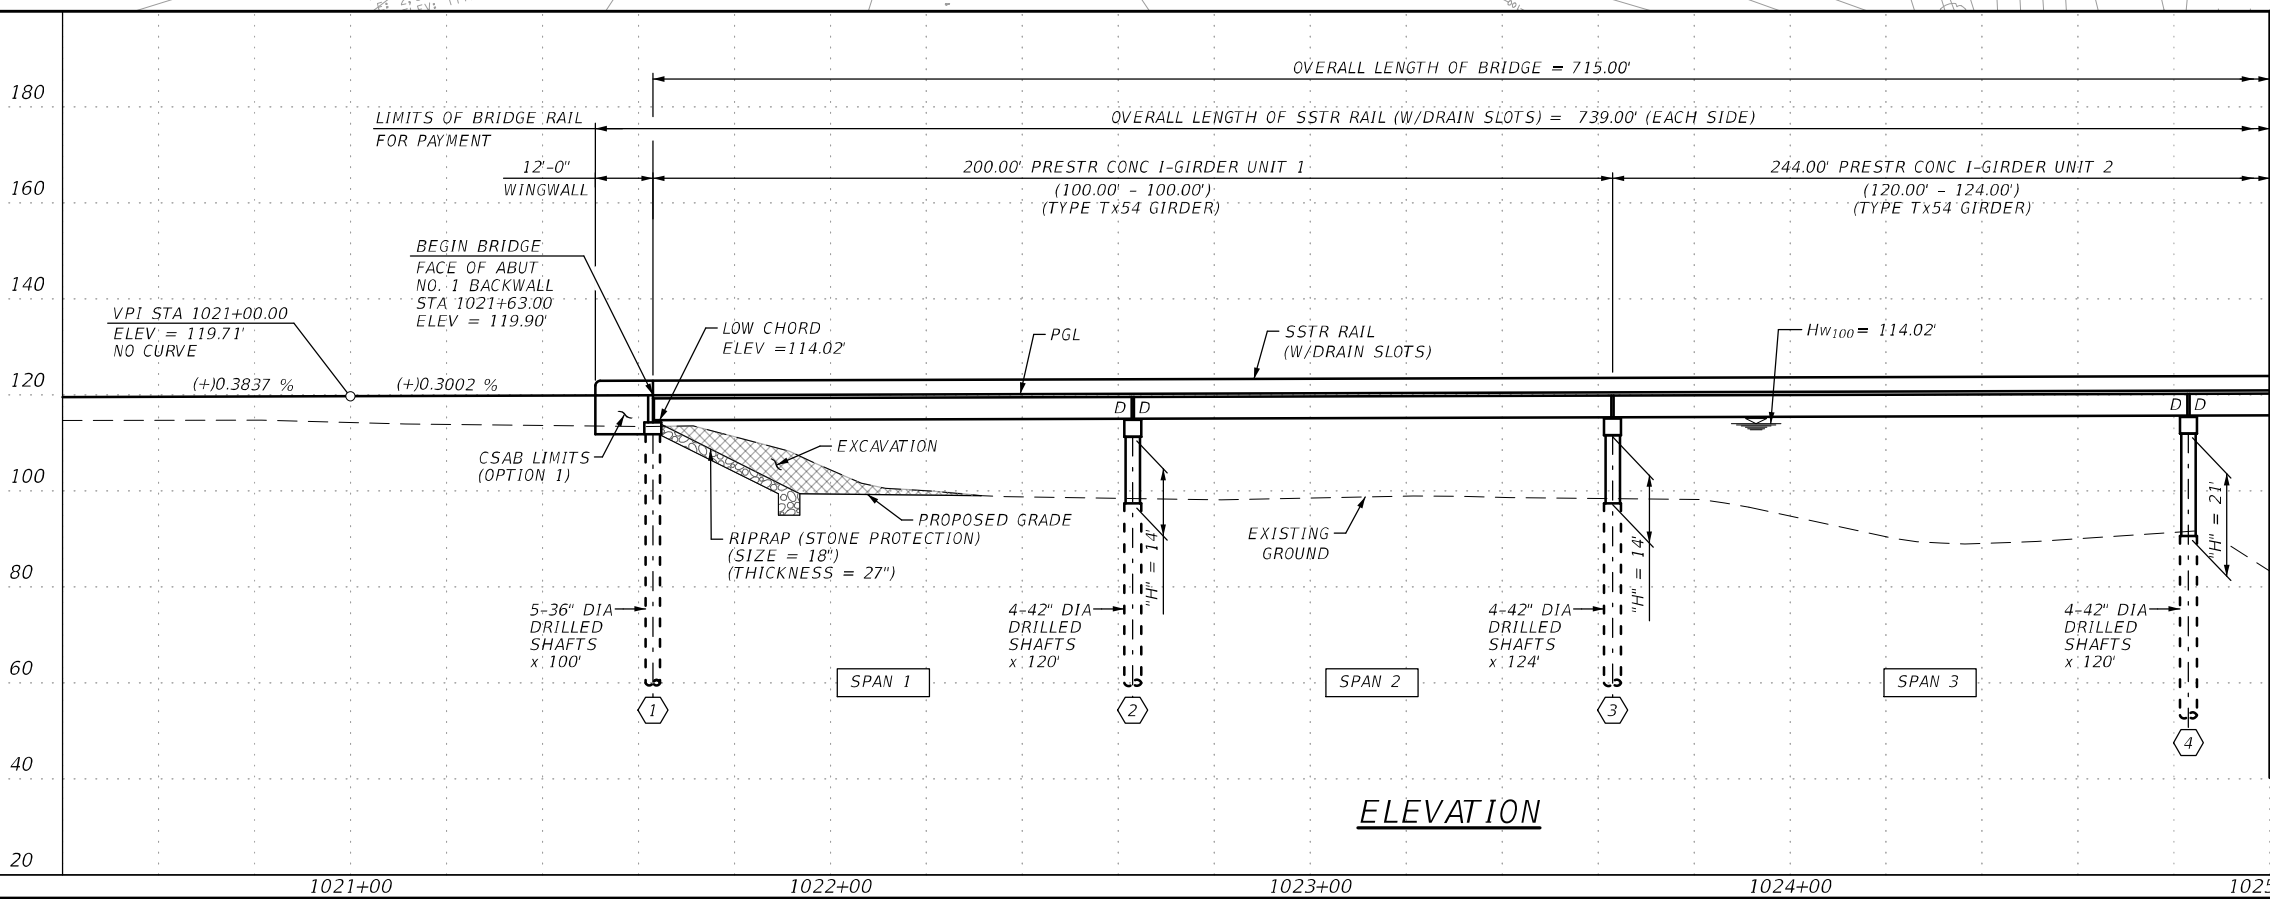 OVERALL LENGTH OF BRIDGE = 715.00'
180
LIMITS OF BRIDGE RAIL
FOR PAYMENT
OVERALL LENGTH OF SSTR RAIL (W/DRAIN SLOTS) = 739.00' (EACH SIDE)
12'-0"
WINGWALL
200.00' PRESTR CONC I-GIRDER UNIT 1
(100.00' - 100.00')
(TYPE Tx54 GIRDER)
244.00' PRESTR CONC I-GIRDER UNIT 2
(120.00' - 124.00')
(TYPE Tx54 GIRDER)
160
BEGIN BRIDGE
FACE OF ABUT
NO. 1 BACKWALL
STA 1021+63.00
ELEV = 119.90'
140
VPI STA 1021+00.00
ELEV = 119.71'
NO CURVE
LOW CHORD
ELEV =114.02'
PGL
SSTR RAIL
(W/DRAIN SLOTS)
Hw100= 114.02'
120
(+)0.3837 %
(+)0.3002 %
D D
D D
CSAB LIMITS
(OPTION 1)
EXCAVATION
100
PROPOSED GRADE
RIPRAP (STONE PROTECTION)
(SIZE = 18")
(THICKNESS = 27")
EXISTING
GROUND
"H" = 14'
"H" = 14'
"H" = 21'
80
5-36" DIA
DRILLED
SHAFTS
x 100'
4-42" DIA
DRILLED
SHAFTS
x 120'
4-42" DIA
DRILLED
SHAFTS
x 124'
4-42" DIA
DRILLED
SHAFTS
x 120'
60
SPAN 1
SPAN 2
SPAN 3
1
2
3
4
40
ELEVATION
20
1021+00
1022+00
1023+00
1024+00
1025